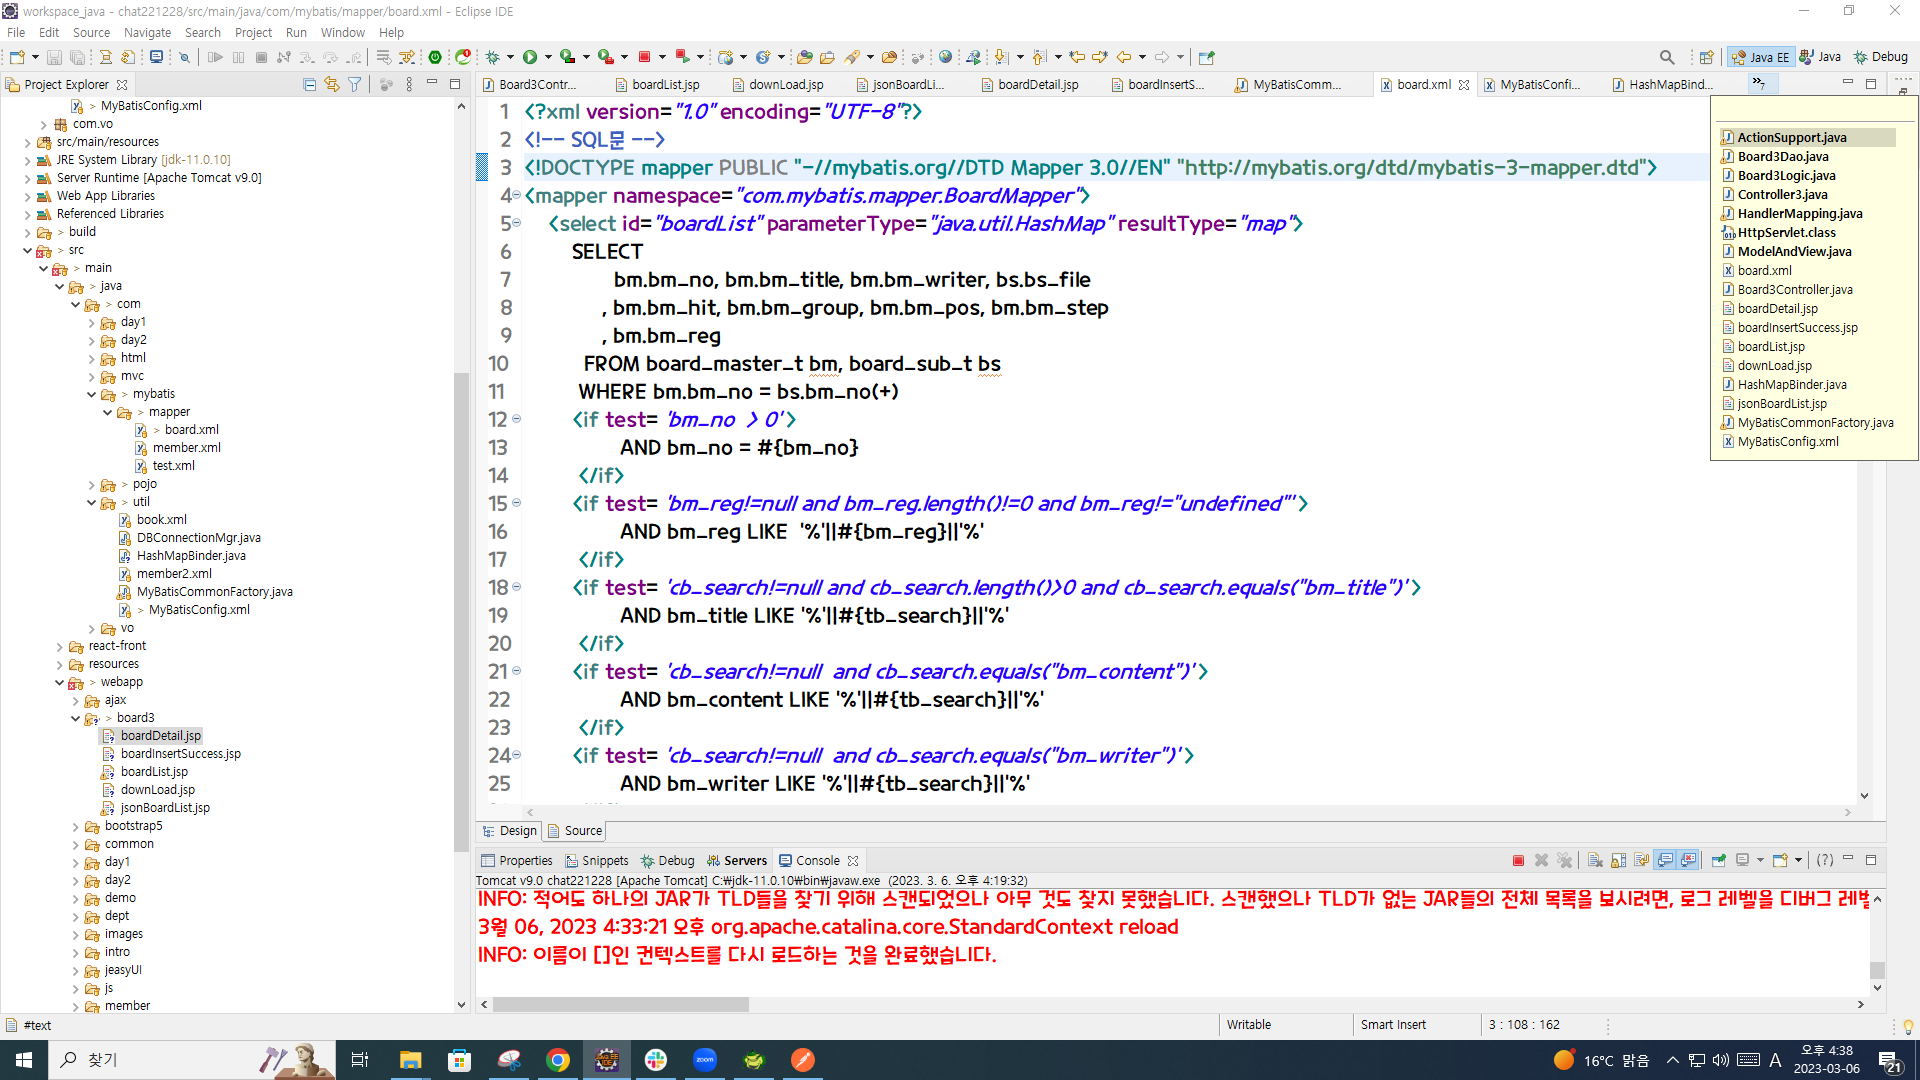 workspace_java - chat221228/src/main/java/com/mybatis/mapper/board.xml - Eclipse IDE
File Edit Source Navigate Search Project Run Window Help
Java EE Java Debug
Project Explorer
MyBatisConfig.xml
com.vo
src/main/resources
JRE System Library [jdk-11.0.10]
Server Runtime [Apache Tomcat v9.0]
Web App Libraries
Referenced Libraries
> build
> src
> main
> java
> com
day1
day2
html
mvc
> mybatis
> mapper
> board.xml
member.xml
test.xml
> pojo
> util
book.xml
DBConnectionMgr.java
HashMapBinder.java
member2.xml
MyBatisCommonFactory.java
> MyBatisConfig.xml
vo
react-front
resources
> webapp
ajax
> board3
boardDetail.jsp
boardInsertSuccess.jsp
boardList.jsp
downLoad.jsp
jsonBoardList.jsp
bootstrap5
common
day1
day2
demo
dept
images
intro
jeasyUI
js
member
Board3Contr... boardList.jsp downLoad.jsp jsonBoardLi... boardDetail.jsp boardInsertS... MyBatisComm... board.xml MyBatisConfi... HashMapBind... »7
1 <?xml version="1.0" encoding="UTF-8"?>
2 <!-- SQL문 -->
3 <!DOCTYPE mapper PUBLIC "-//mybatis.org//DTD Mapper 3.0//EN" "http://mybatis.org/dtd/mybatis-3-mapper.dtd">
4 <mapper namespace="com.mybatis.mapper.BoardMapper">
5 <select id="boardList" parameterType="java.util.HashMap" resultType="map">
6 SELECT
7 bm.bm_no, bm.bm_title, bm.bm_writer, bs.bs_file
8 , bm.bm_hit, bm.bm_group, bm.bm_pos, bm.bm_step
9 , bm.bm_reg
10 FROM board_master_t bm, board_sub_t bs
11 WHERE bm.bm_no = bs.bm_no(+)
12 <if test= 'bm_no > 0'>
13 AND bm_no = #{bm_no}
14 </if>
15 <if test= 'bm_reg!=null and bm_reg.length()!=0 and bm_reg!="undefined"'>
16 AND bm_reg LIKE '%'||#{bm_reg}||'%'
17 </if>
18 <if test= 'cb_search!=null and cb_search.length()>0 and cb_search.equals("bm_title")'>
19 AND bm_title LIKE '%'||#{tb_search}||'%'
20 </if>
21 <if test= 'cb_search!=null and cb_search.equals("bm_content")'>
22 AND bm_content LIKE '%'||#{tb_search}||'%'
23 </if>
24 <if test= 'cb_search!=null and cb_search.equals("bm_writer")'>
25 AND bm_writer LIKE '%'||#{tb_search}||'%'
ActionSupport.java
Board3Dao.java
Board3Logic.java
Controller3.java
HandlerMapping.java
HttpServlet.class
ModelAndView.java
board.xml
Board3Controller.java
boardDetail.jsp
boardInsertSuccess.jsp
boardList.jsp
downLoad.jsp
HashMapBinder.java
jsonBoardList.jsp
MyBatisCommonFactory.java
MyBatisConfig.xml
Design Source
Properties Snippets Debug Servers Console
Tomcat v9.0 chat221228 [Apache Tomcat] C:₩jdk-11.0.10₩bin₩javaw.exe (2023. 3. 6. 오후 4:19:32)
INFO: 적어도 하나의 JAR가 TLD들을 찾기 위해 스캔되었으나 아무 것도 찾지 못했습니다. 스캔했으나 TLD가 없는 JAR들의 전체 목록을 보시려면, 로그 레벨을 디버그 레벨
3월 06, 2023 4:33:21 오후 org.apache.catalina.core.StandardContext reload
INFO: 이름이 []인 컨텍스트를 다시 로드하는 것을 완료했습니다.
#text
Writable Smart Insert 3 : 108 : 162
찾기
zoom
16°C 맑음
A
오후 4:38
2023-03-06
21